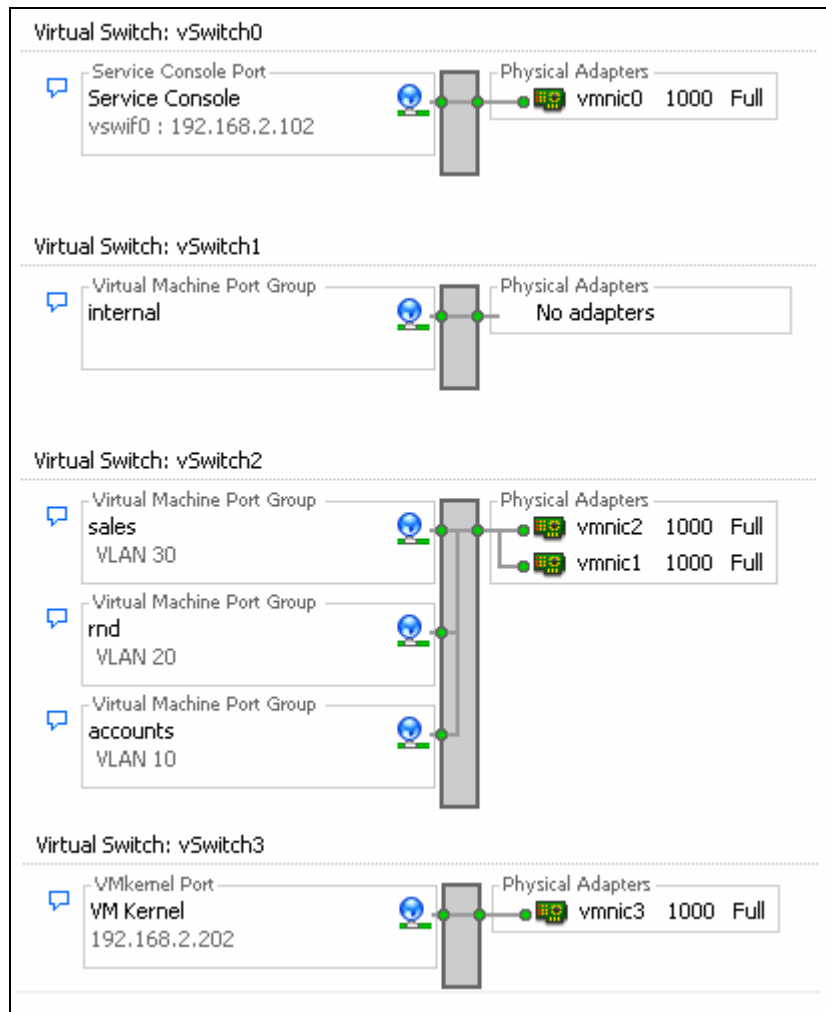 Virtual Switch: vSwitch0
Service Console Port
Physical Adapters
Service Console
vmnic0 1000 Full
vswif0 : 192.168.2.102
Virtual Switch: vSwitch1
Virtual Machine Port Group
Physical Adapters
internal
No adapters
Virtual Switch: vSwitch2
Virtual Machine Port Group
Physical Adapters
sales
vmnic2 1000 Full
VLAN 30
vmnic1 1000 Full
Virtual Machine Port Group
rnd
VLAN 20
Virtual Machine Port Group
accounts
VLAN 10
Virtual Switch: vSwitch3
VMkernel Port
Physical Adapters
VM Kernel
vmnic3 1000 Full
192.168.2.202